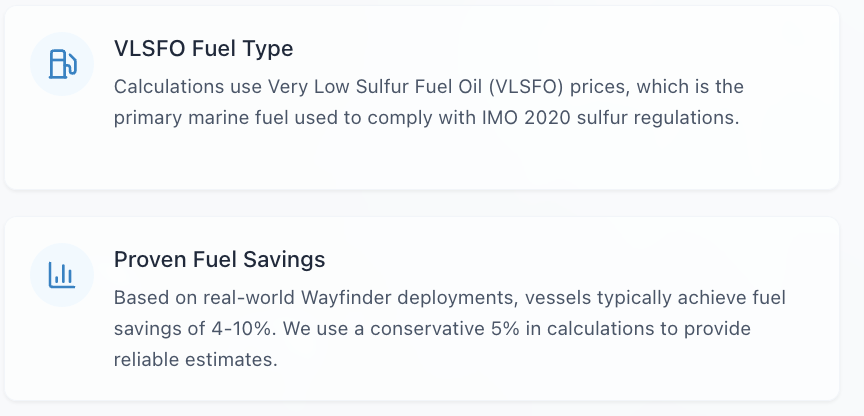 VLSFO Fuel Type
Calculations use Very Low Sulfur Fuel Oil (VLSFO) prices, which is the
primary marine fuel used to comply with IMO 2020 sulfur regulations.
Proven Fuel Savings
Based on real-world Wayfinder deployments, vessels typically achieve fuel
savings of 4-10%. We use a conservative 5% in calculations to provide
reliable estimates.